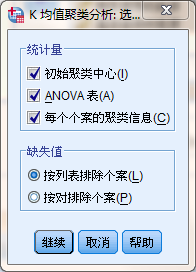 K 均值聚类分析: 选...
统计量
初始聚类中心(I)
ANOVA 表(A)
每个个案的聚类信息(C)
缺失值
按列表排除个案(L)
按对排除个案(P)
继续 取消 帮助